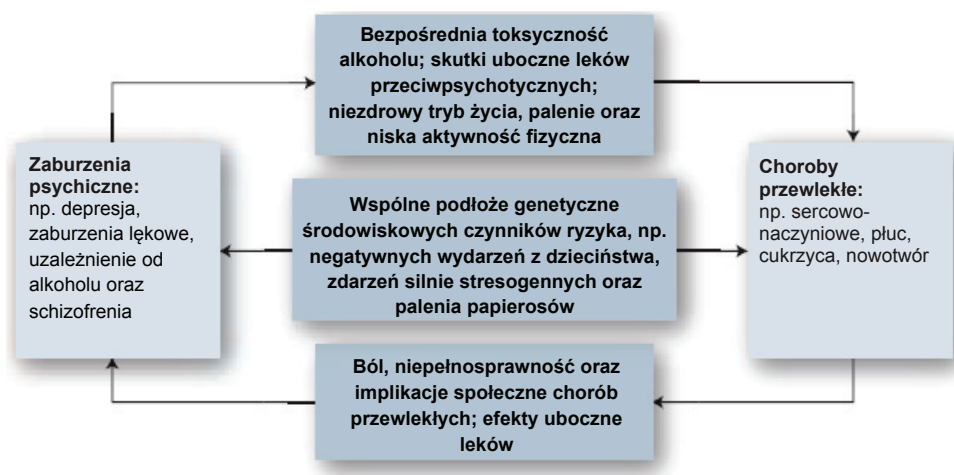 Bezpośrednia toksyczność
alkoholu; skutki uboczne leków
przeciwpsychotycznych;
niezdrowy tryb życia, palenie oraz
niska aktywność fizyczna
Zaburzenia
psychiczne:
np. depresja,
zaburzenia lękowe,
uzależnienie od
alkoholu oraz
schizofrenia
Wspólne podłoże genetyczne
środowiskowych czynników ryzyka, np.
negatywnych wydarzeń z dzieciństwa,
zdarzeń silnie stresogennych oraz
palenia papierosów
Choroby
przewlekłe:
np. sercowo-
naczyniowe, płuc,
cukrzyca, nowotwór
Ból, niepełnosprawność oraz
implikacje społeczne chorób
przewlekłych; efekty uboczne
leków